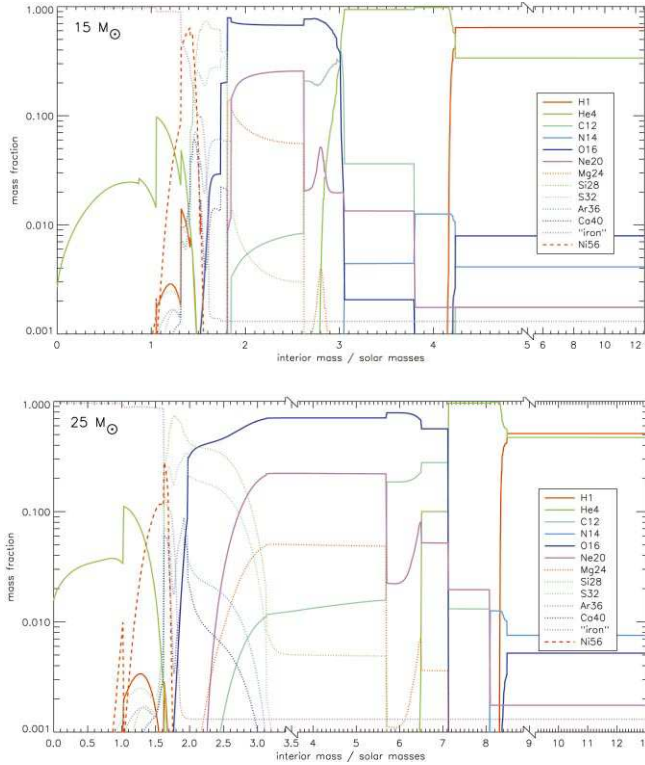 15 M⊙
mass fraction
1.000
0.100
0.010
0.001
H1
He4
C12
N14
O16
Ne20
Mg24
Si28
S32
Ar36
Ca40
"iron"
Ni56
0 1 2 3 4 5 6 7 8 9 10 11 12
interior mass / solar masses
25 M⊙
mass fraction
1.000
0.100
0.010
0.001
H1
He4
C12
N14
O16
Ne20
Mg24
Si28
S32
Ar36
Ca40
"iron"
Ni56
0.0 0.5 1.0 1.5 2.0 2.5 3.0 3.5 4 5 6 7 8 9 10 11 12 13
interior mass / solar masses